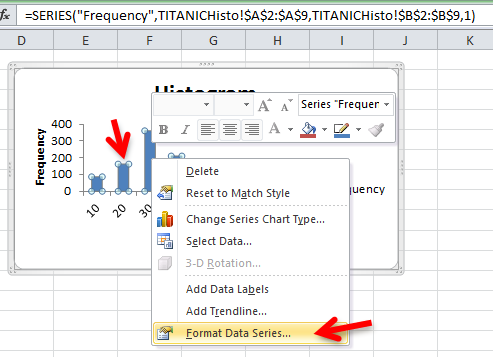 fx =SERIES("Frequency",TITANICHisto!$A$2:$A$9,TITANICHisto!$B$2:$B$9,1)
D E F G H I J K
Histogram
Series "Frequen
A A
B I A
Frequency
400
300
200
100
0
10 20 30
equency
Delete
Reset to Match Style
Change Series Chart Type...
Select Data...
3-D Rotation...
Add Data Labels
Add Trendline...
Format Data Series...